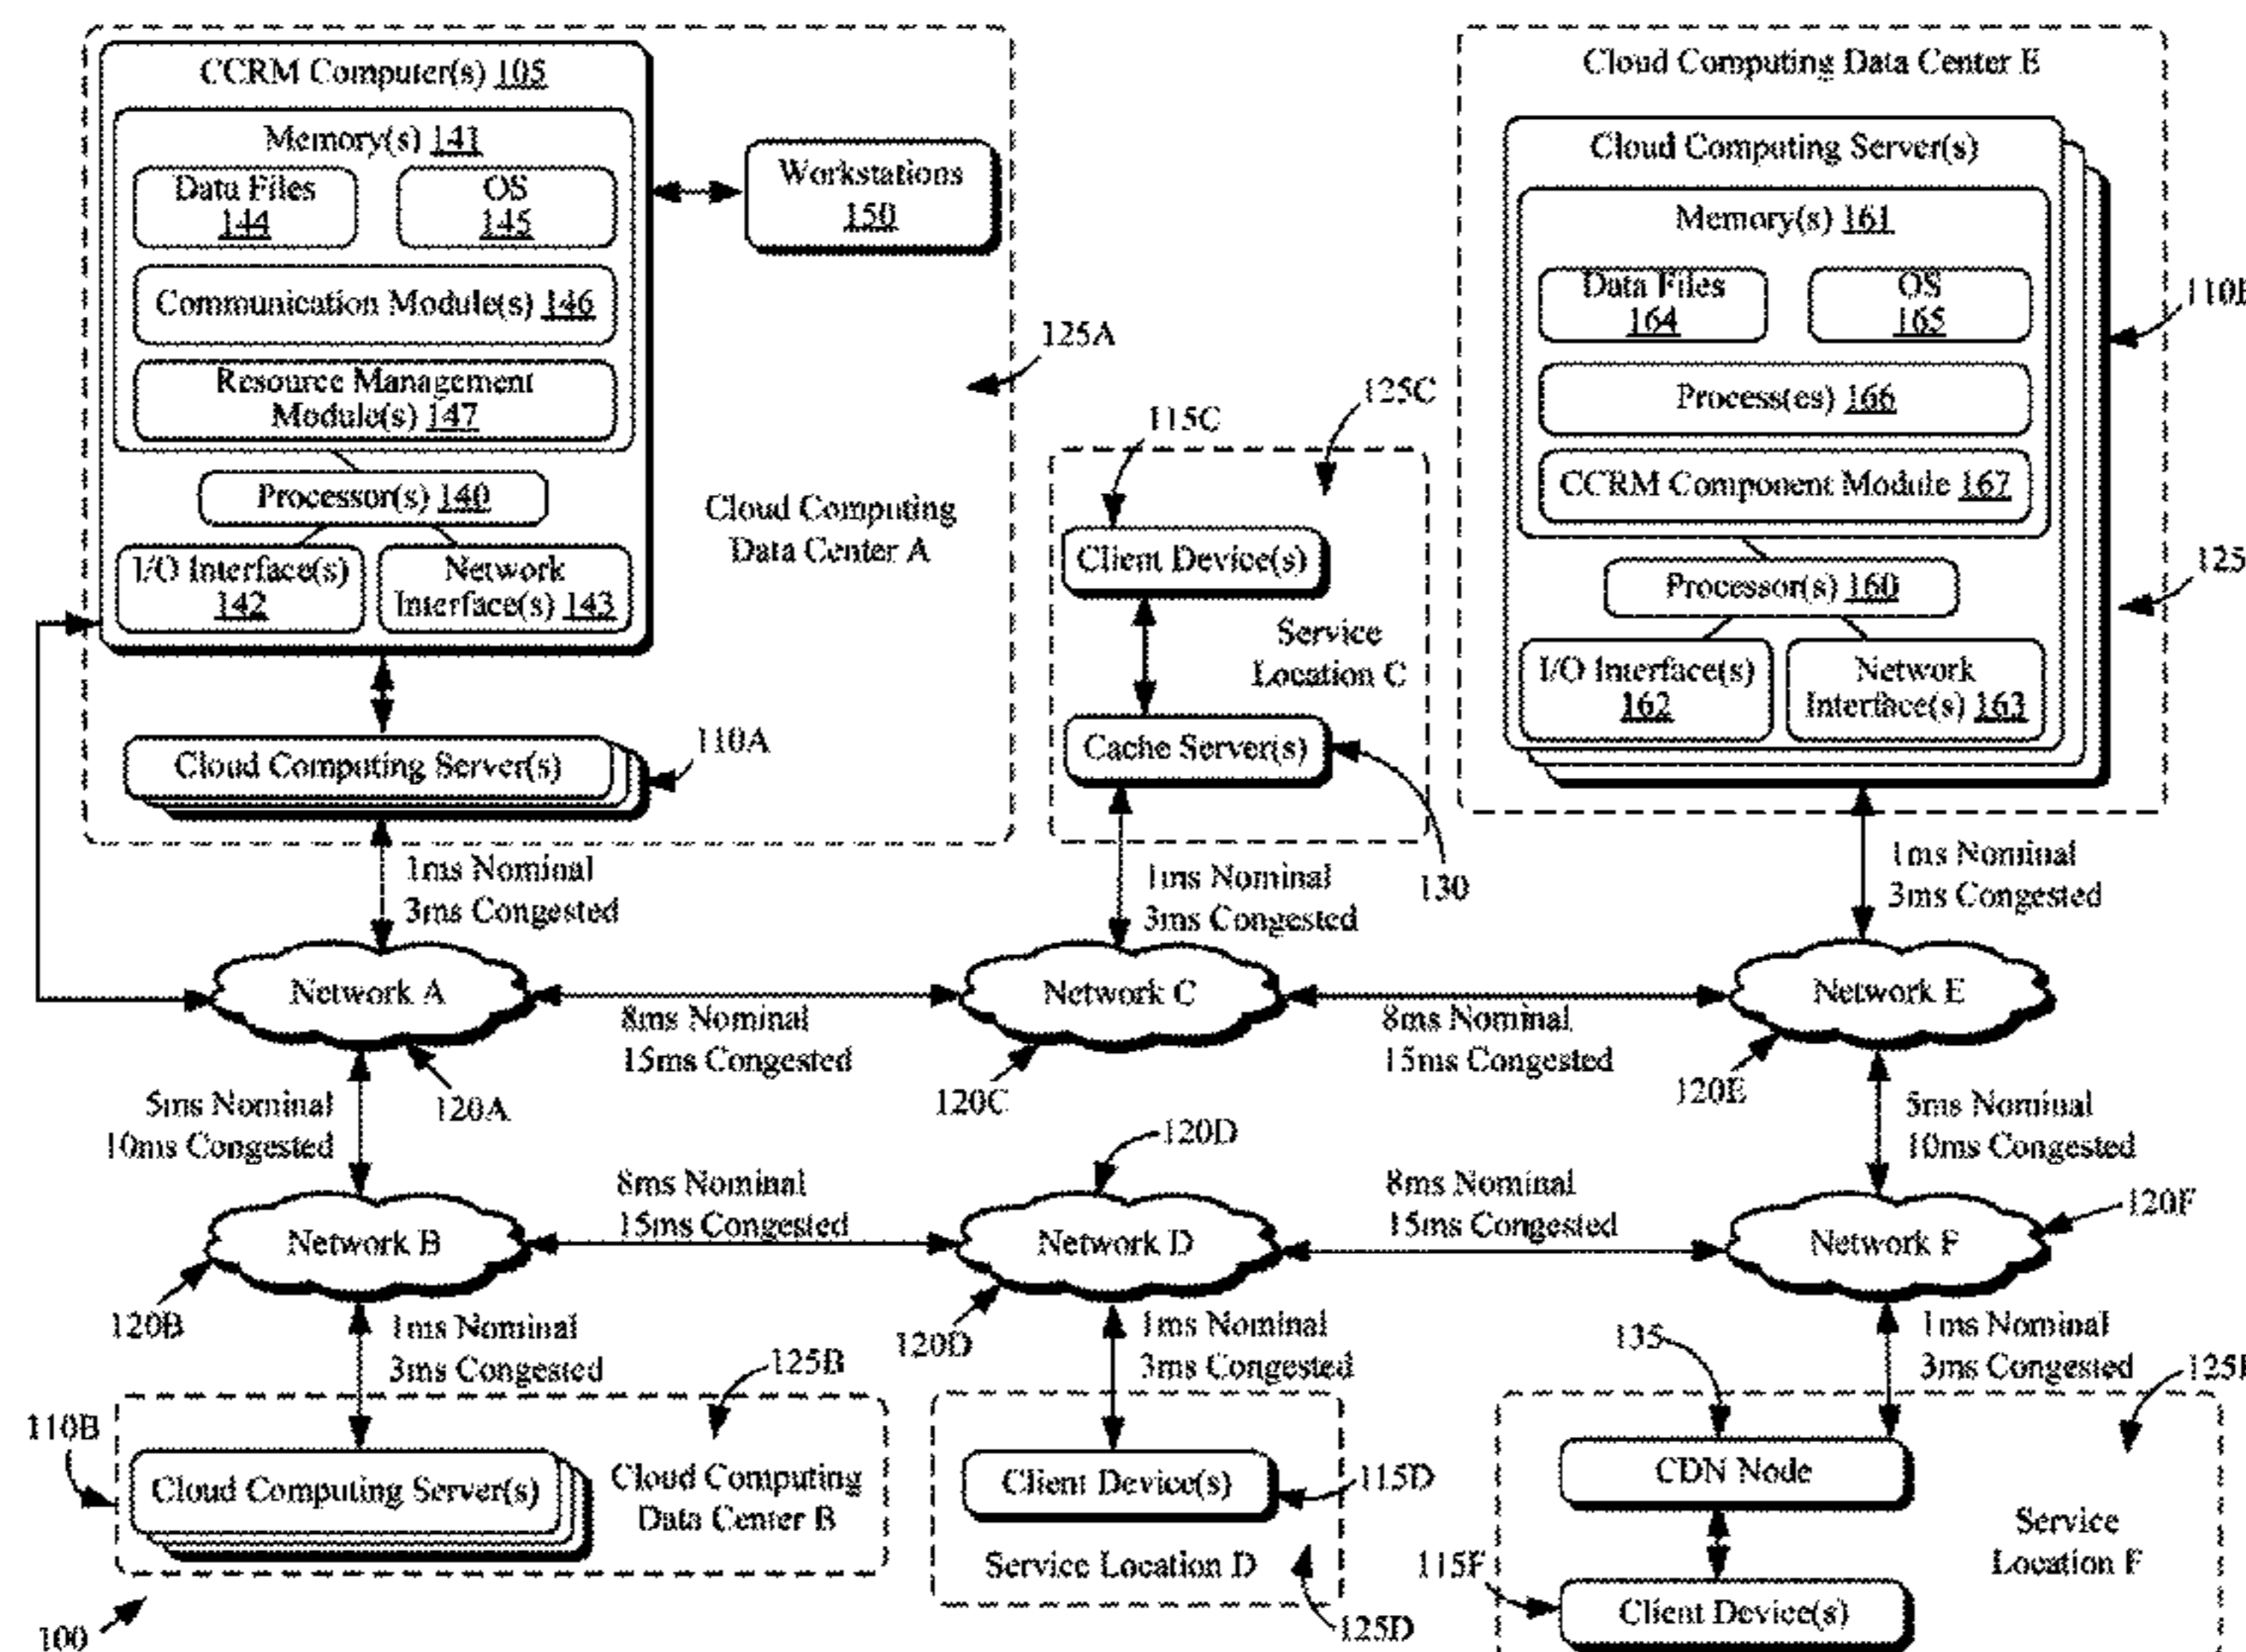 CCRM Computer(s) 105
Memory(s) 141
Data Files
144
OS
145
Communication Module(s) 146
Resource Management
Module(s) 147
Processor(s) 140
I/O Interface(s)
142
Network
Interface(s) 143
Workstations
150
125A
Cloud Computing
Data Center A
Cloud Computing Server(s)
110A
115C
125C
Client Device(s)
Service
Location C
Cache Server(s)
130
Cloud Computing Data Center E
Cloud Computing Server(s)
Memory(s) 161
Data Files
164
OS
165
Process(es) 166
CCRM Component Module 167
Processor(s) 160
I/O Interface(s)
162
Network
Interface(s) 163
110E
125
1ms Nominal
3ms Congested
1ms Nominal
3ms Congested
1ms Nominal
3ms Congested
Network A
8ms Nominal
15ms Congested
Network C
8ms Nominal
15ms Congested
Network E
120A
120C
120E
5ms Nominal
10ms Congested
5ms Nominal
10ms Congested
120D
Network B
8ms Nominal
15ms Congested
Network D
8ms Nominal
15ms Congested
Network F
120F
120B
120D
1ms Nominal
3ms Congested
1ms Nominal
3ms Congested
1ms Nominal
3ms Congested
125B
110B
Cloud Computing Server(s)
Cloud Computing
Data Center B
Client Device(s)
115D
Service Location D
125D
135
125F
CDN Node
Service
Location F
115F
Client Device(s)
100